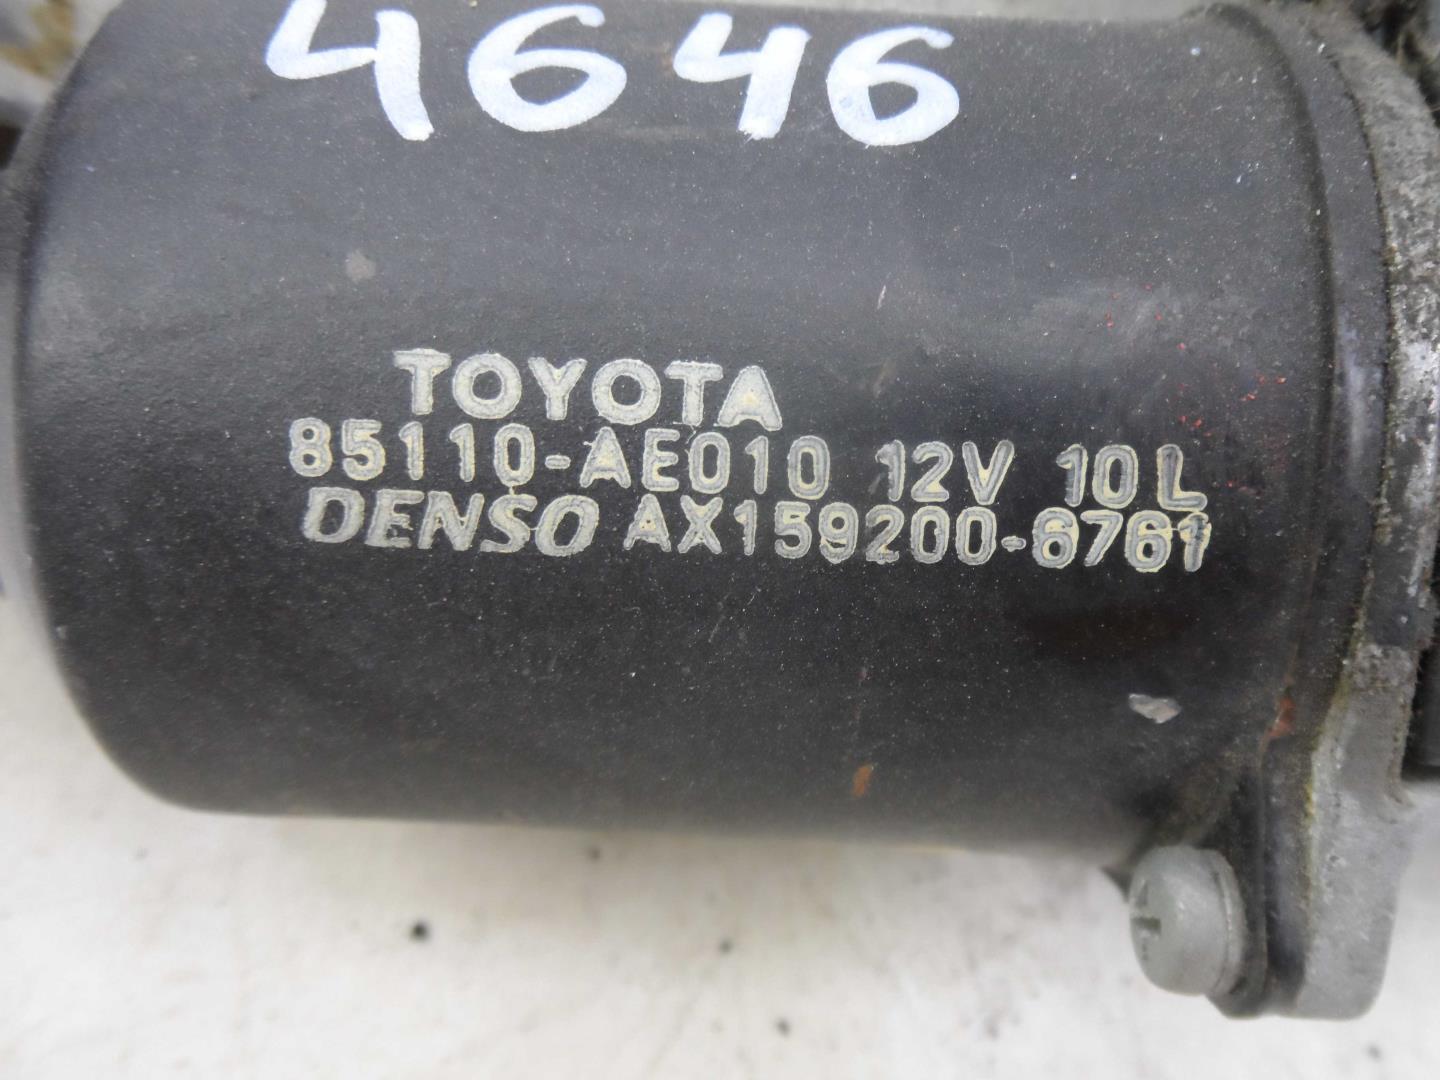 4646
TOYOTA
85110-AE010 12V 10L
DENSO AX159200-6761